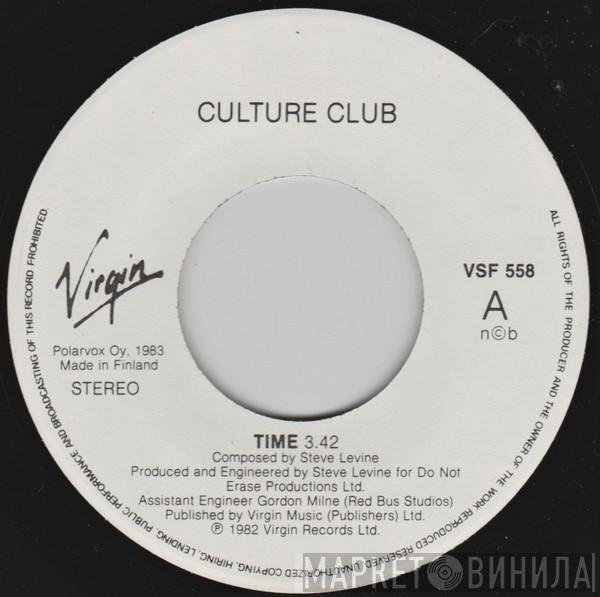 CULTURE CLUB
Virgin
VSF 558
A
n©b
Polarvox Oy, 1983
Made in Finland
STEREO
TIME 3.42
Composed by Steve Levine
Produced and Engineered by Steve Levine for Do Not
Erase Productions Ltd.
Assistant Engineer Gordon Milne (Red Bus Studios)
Published by Virgin Music (Publishers) Ltd.
℗ 1982 Virgin Records Ltd.
ALL RIGHTS OF THE PRODUCER AND THE OWNER OF THE WORK REPRODUCED RESERVED. UNAUTHORIZED COPYING, HIRING, LENDING, PUBLIC PERFORMANCE AND BROADCASTING OF THIS RECORD PROHIBITED
МАРКЕТ ВИНИЛА